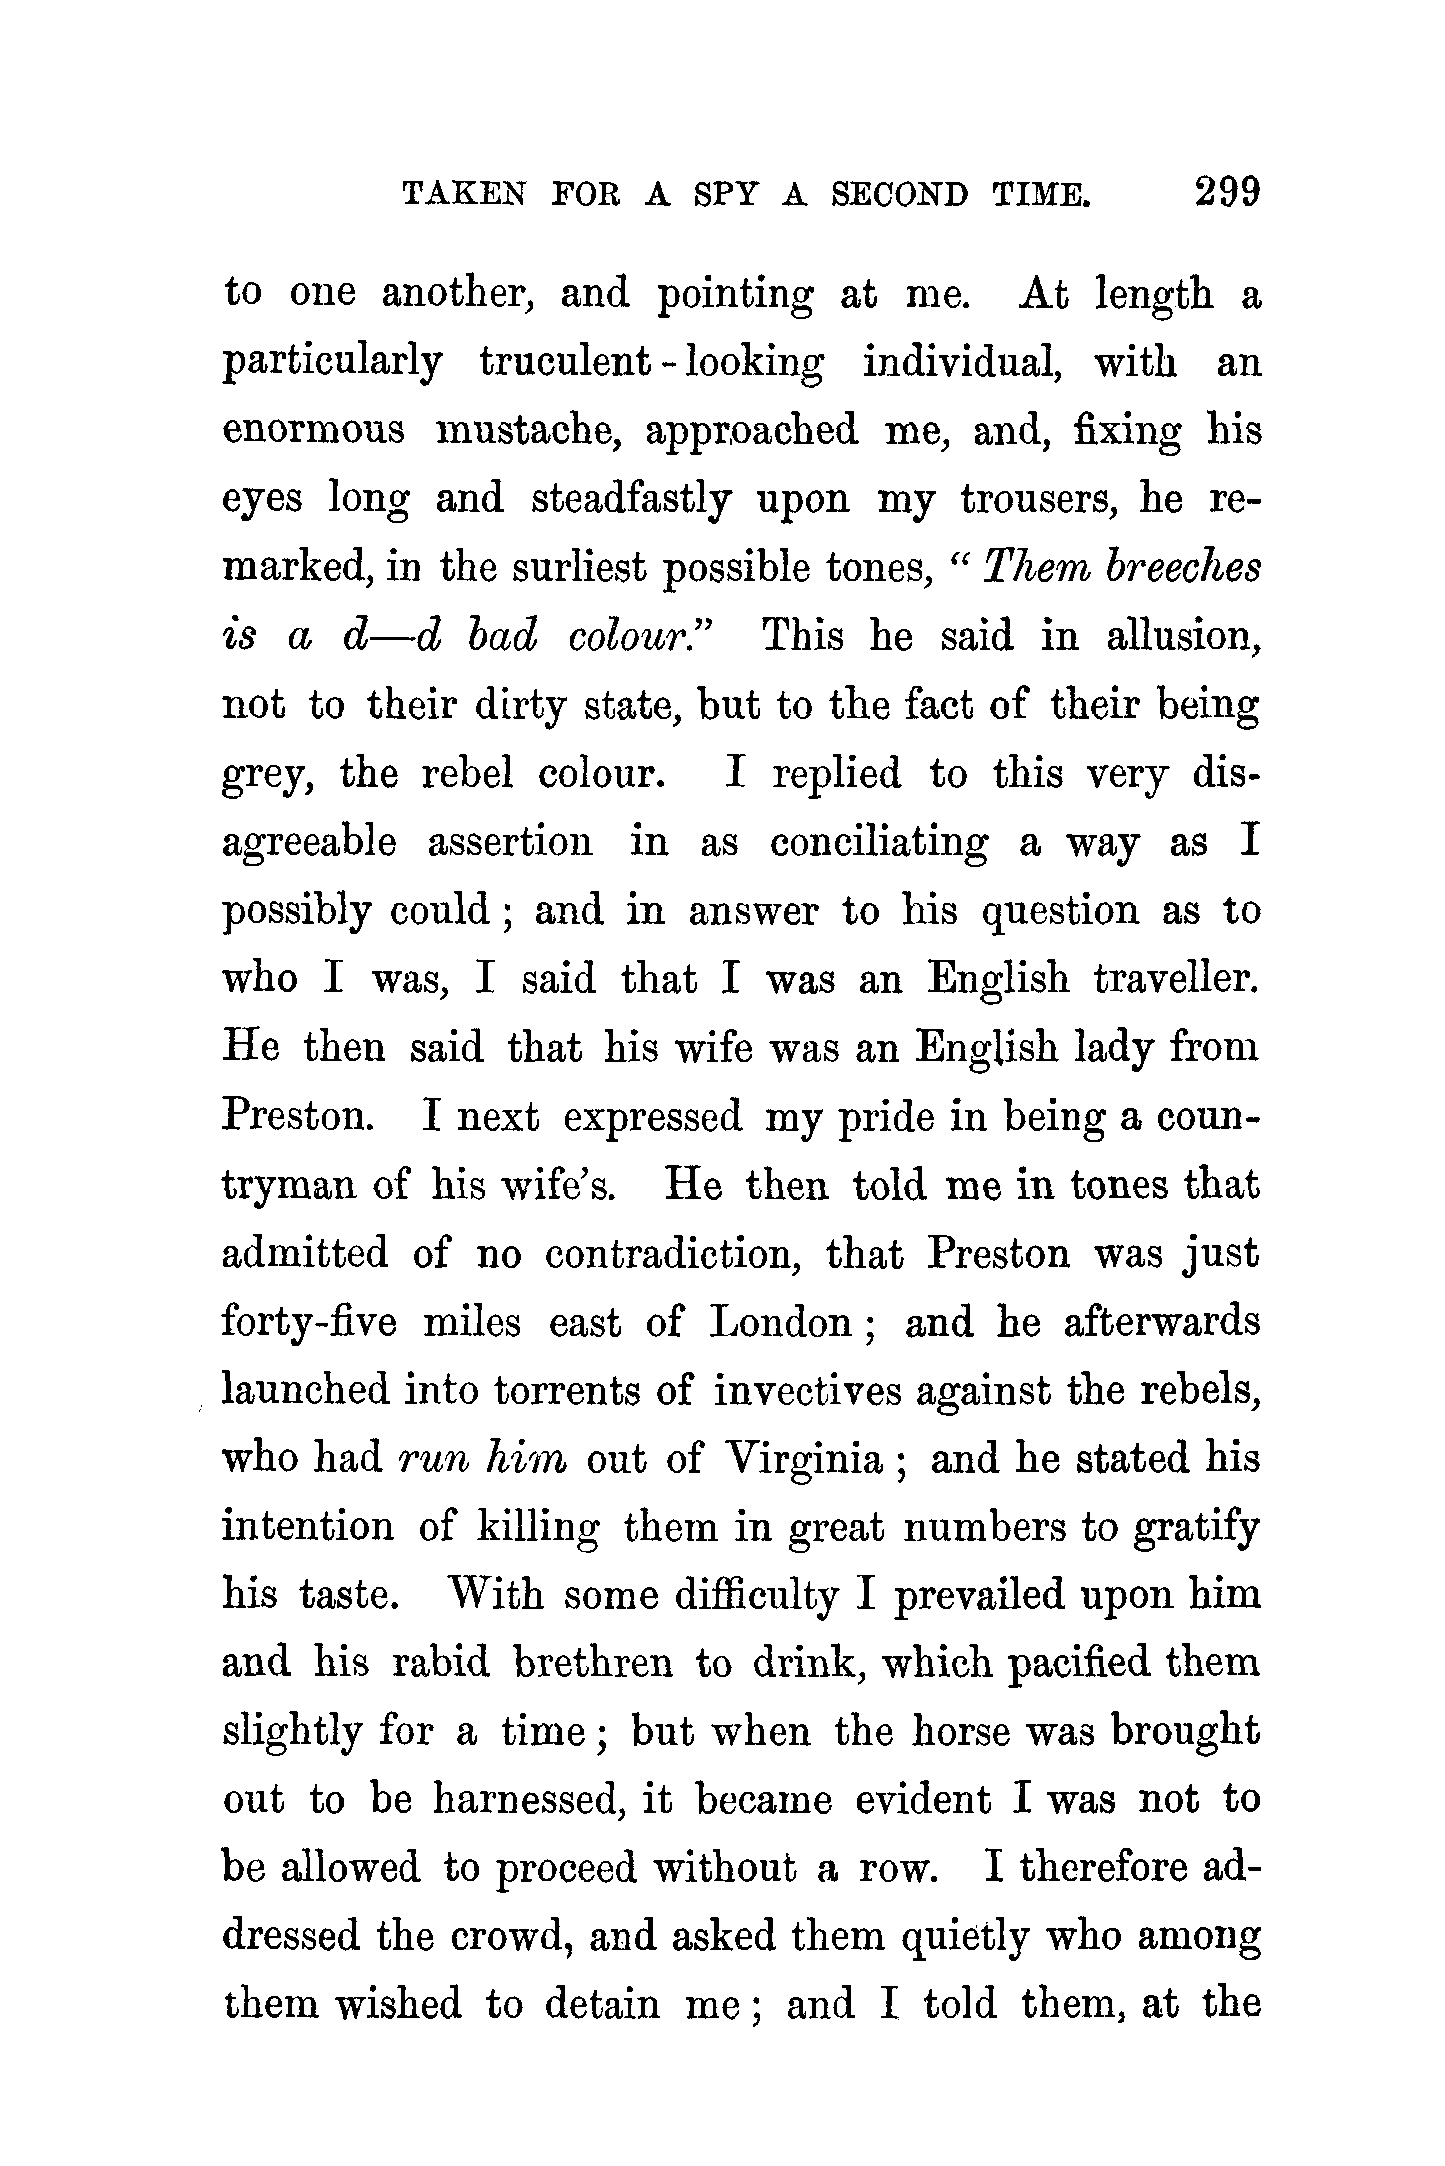 TAKEN FOR A SPY A SECOND TIME. 299
to one another, and pointing at me. At length a
particularly truculent-looking individual, with an
enormous mustache, approached me, and, fixing his
eyes long and steadfastly upon my trousers, he re-
marked, in the surliest possible tones, “Them breeches
is a d—d bad colour.” This he said in allusion,
not to their dirty state, but to the fact of their being
grey, the rebel colour. I replied to this very dis-
agreeable assertion in as conciliating a way as I
possibly could; and in answer to his question as to
who I was, I said that I was an English traveller.
He then said that his wife was an English lady from
Preston. I next expressed my pride in being a coun-
tryman of his wife’s. He then told me in tones that
admitted of no contradiction, that Preston was just
forty-five miles east of London; and he afterwards
launched into torrents of invectives against the rebels,
who had run him out of Virginia; and he stated his
intention of killing them in great numbers to gratify
his taste. With some difficulty I prevailed upon him
and his rabid brethren to drink, which pacified them
slightly for a time; but when the horse was brought
out to be harnessed, it became evident I was not to
be allowed to proceed without a row. I therefore ad-
dressed the crowd, and asked them quietly who among
them wished to detain me; and I told them, at the